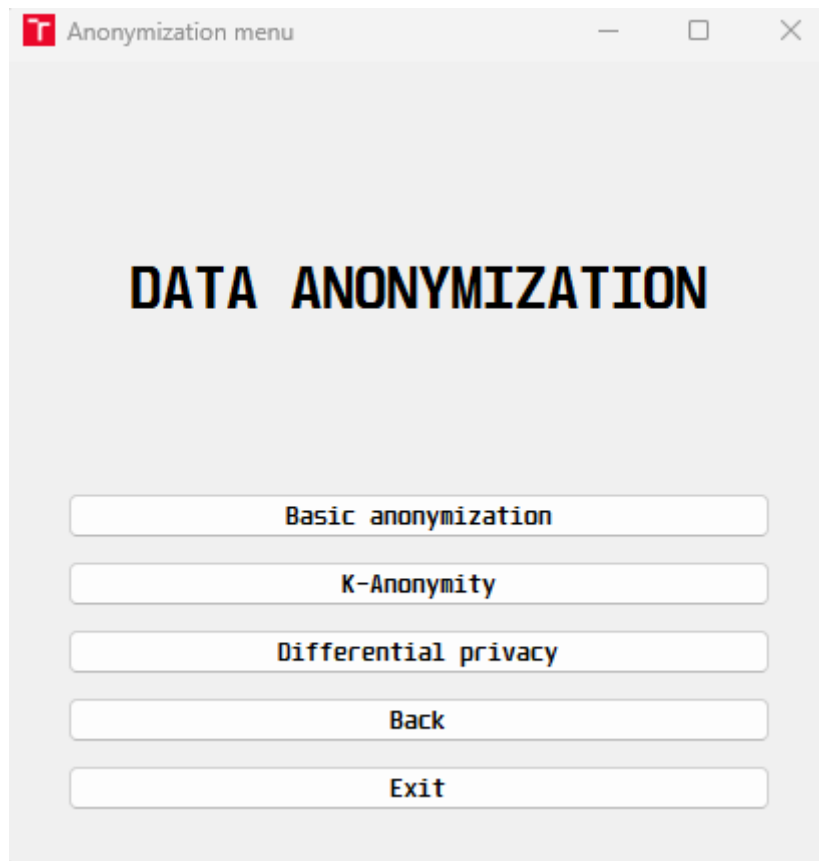 Anonymization menu
DATA ANONYMIZATION
Basic anonymization
K-Anonymity
Differential privacy
Back
Exit